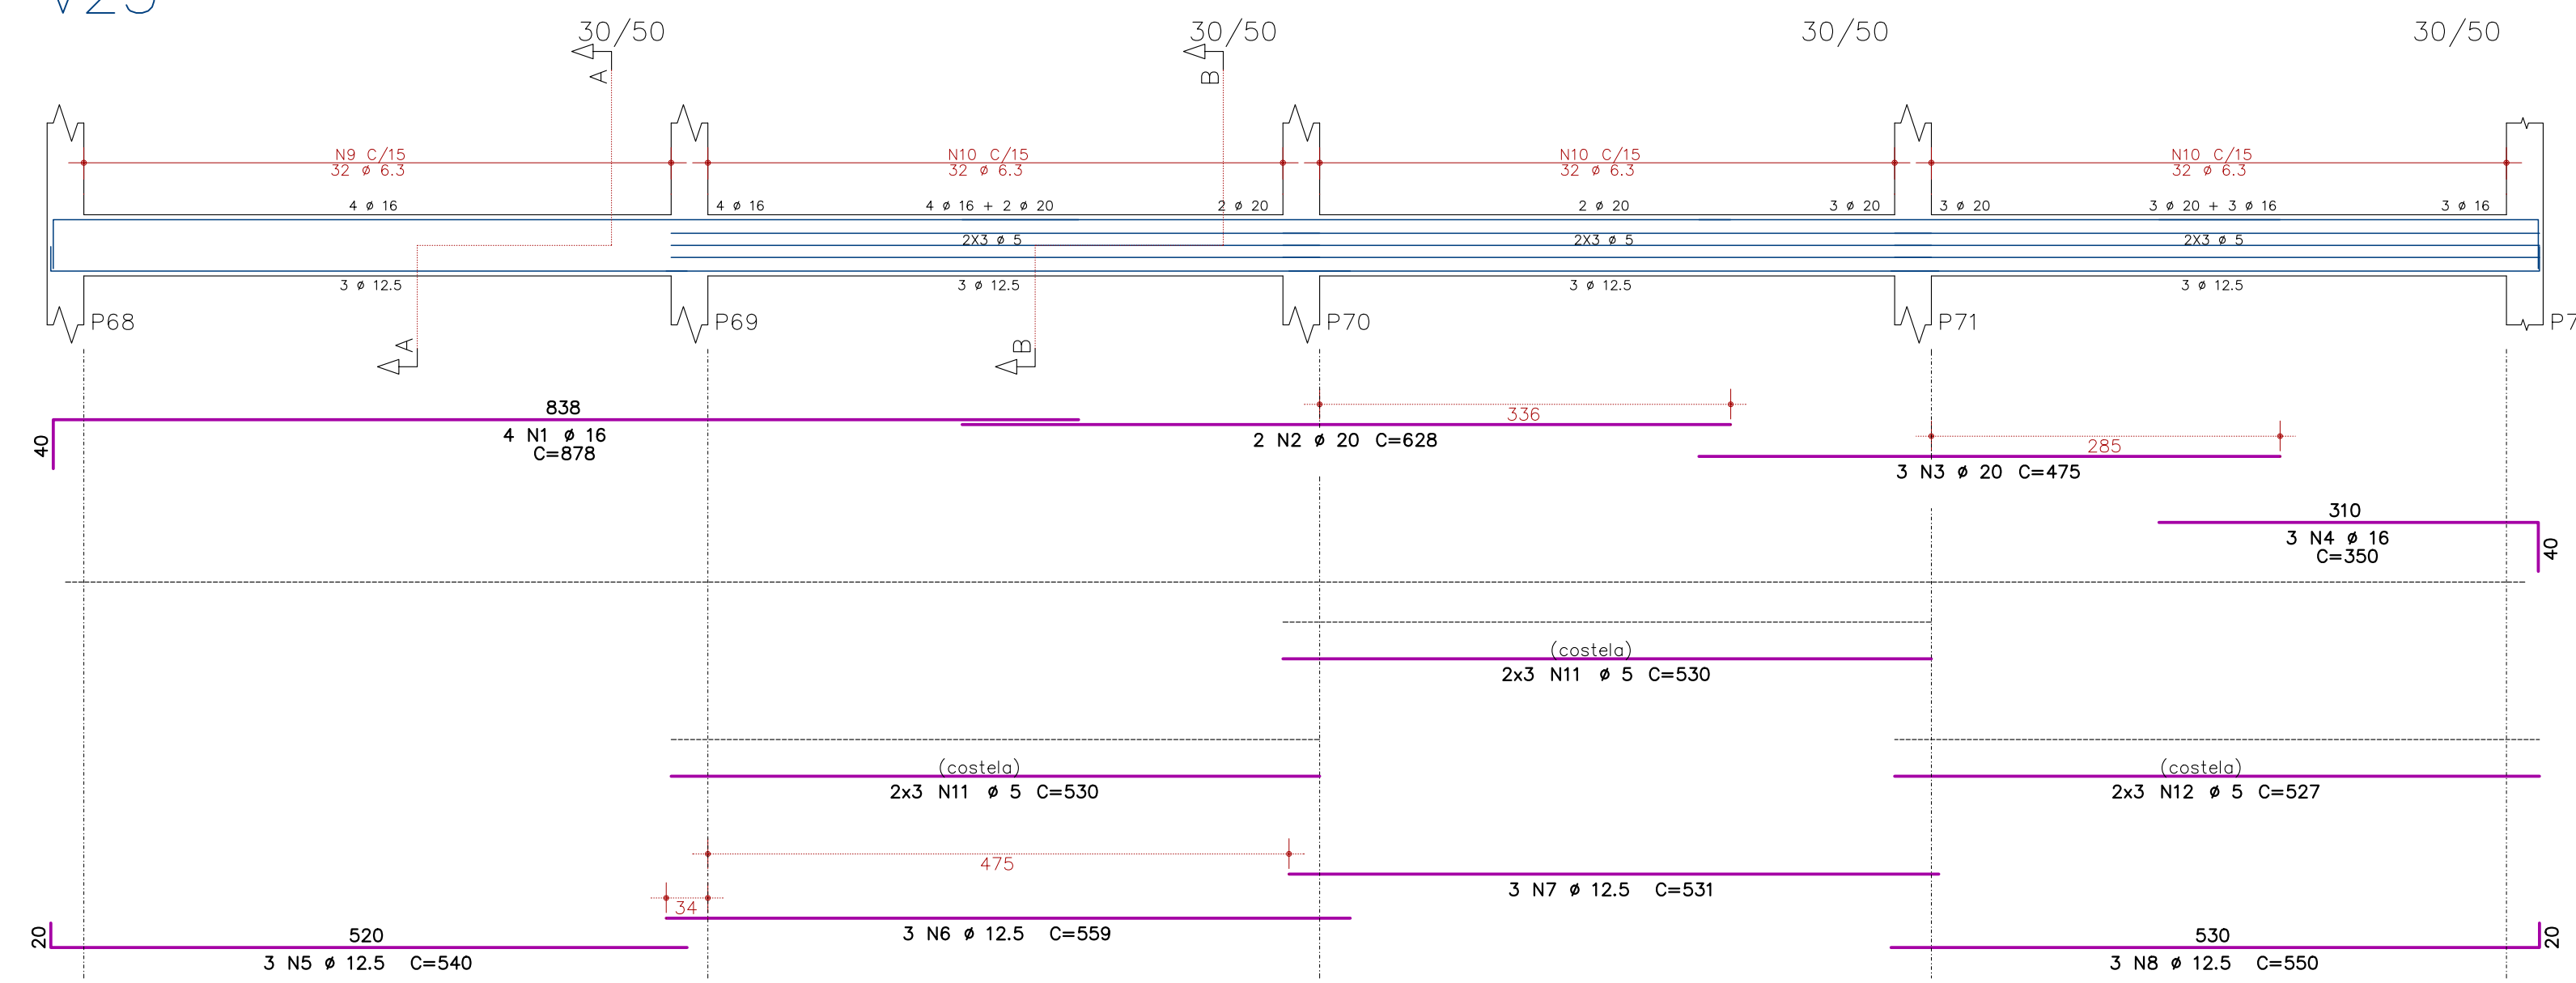 V25
30/50 30/50 30/50 30/50
A B
N9 C/15 N10 C/15 N10 C/15 N10 C/15
32 ø 6.3 32 ø 6.3 32 ø 6.3 32 ø 6.3
4 ø 16 4 ø 16 4 ø 16 + 2 ø 20 2 ø 20 2 ø 20 3 ø 20 3 ø 20 3 ø 20 + 3 ø 16 3 ø 16
2X3 ø 5 2X3 ø 5 2X3 ø 5
3 ø 12.5 3 ø 12.5 3 ø 12.5 3 ø 12.5
P68 P69 P70 P71 P7
A B
838 336
40 4 N1 ø 16 2 N2 ø 20 C=628
C=878 285
3 N3 ø 20 C=475
310
3 N4 ø 16 40
C=350
(costela)
2x3 N11 ø 5 C=530
(costela) (costela)
2x3 N11 ø 5 C=530 2x3 N12 ø 5 C=527
475
3 N7 ø 12.5 C=531
34
20 520 3 N6 ø 12.5 C=559 530 20
3 N5 ø 12.5 C=540 3 N8 ø 12.5 C=550